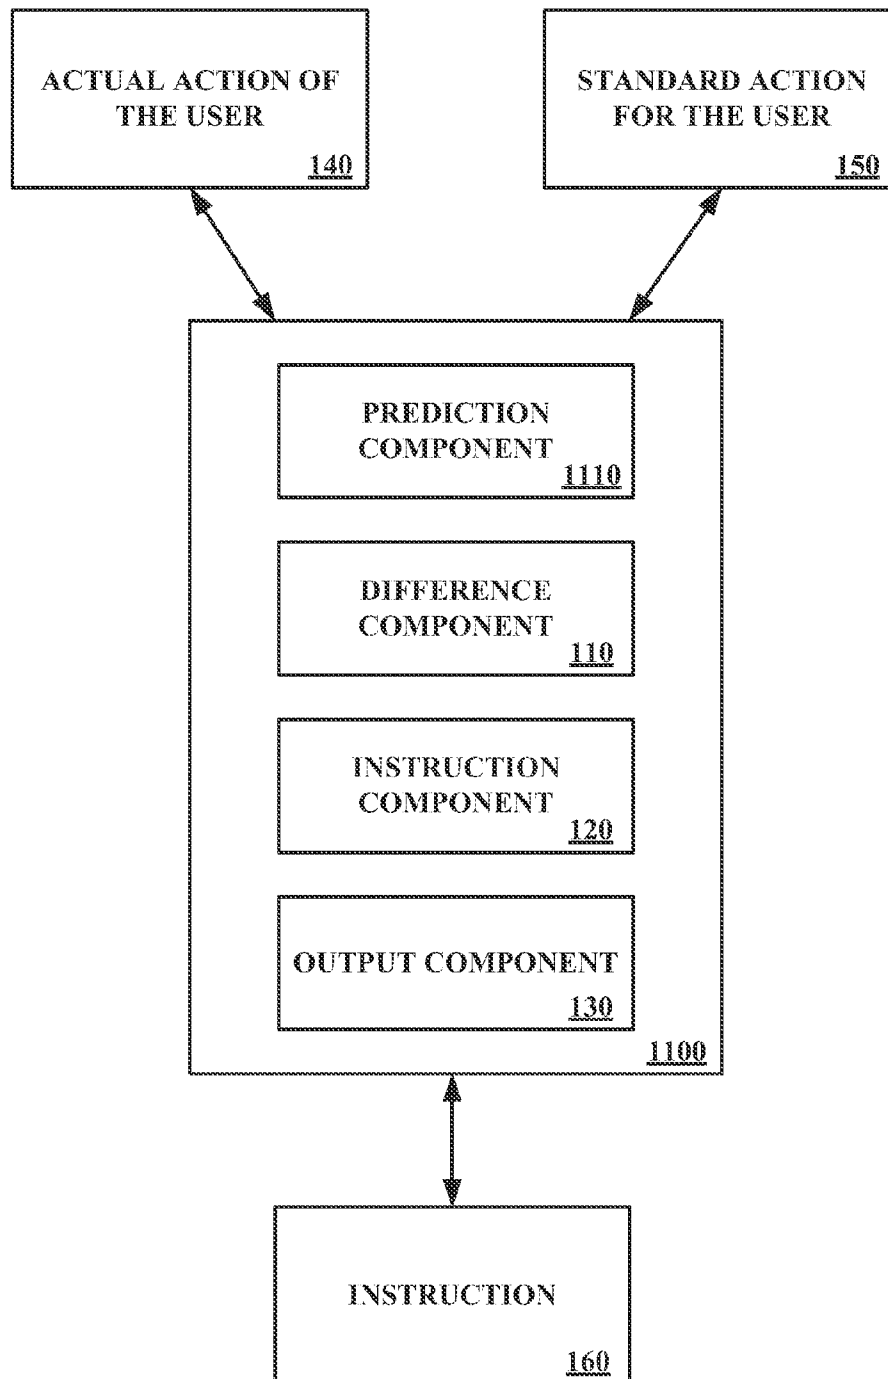 ACTUAL ACTION OF
THE USER
140
STANDARD ACTION
FOR THE USER
150
PREDICTION
COMPONENT
1110
DIFFERENCE
COMPONENT
110
INSTRUCTION
COMPONENT
120
OUTPUT COMPONENT
130
1100
INSTRUCTION
160